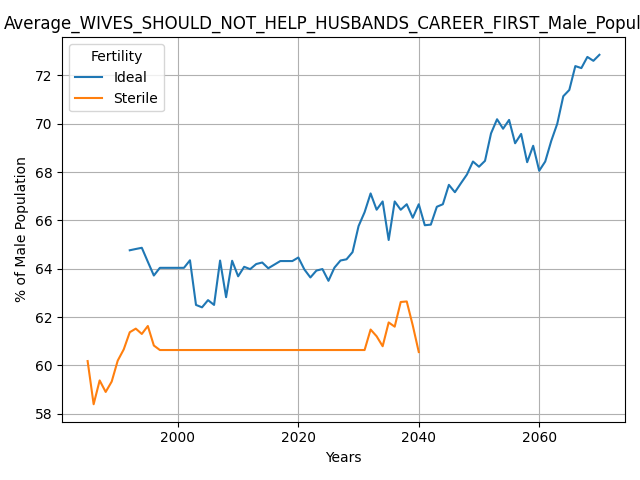 Average_WIVES_SHOULD_NOT_HELP_HUSBANDS_CAREER_FIRST_Male_Popul
Fertility
Ideal
Sterile
% of Male Population
72
70
68
66
64
62
60
58
2000
2020
2040
2060
Years